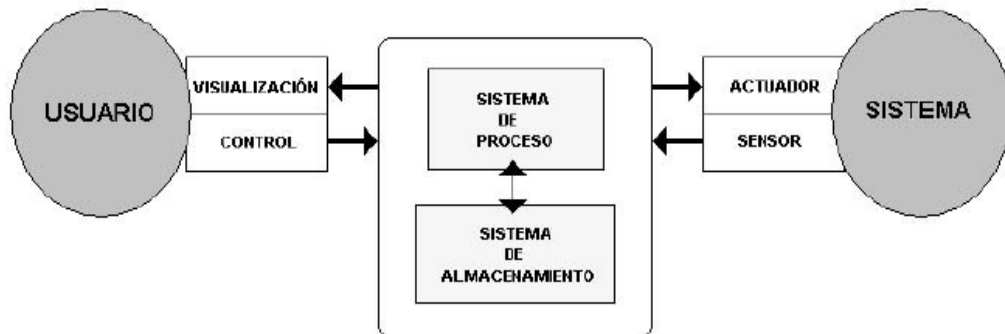 USUARIO
VISUALIZACIÓN
CONTROL
SISTEMA
DE
PROCESO
SISTEMA
DE
ALMACENAMIENTO
ACTUADOR
SENSOR
SISTEMA